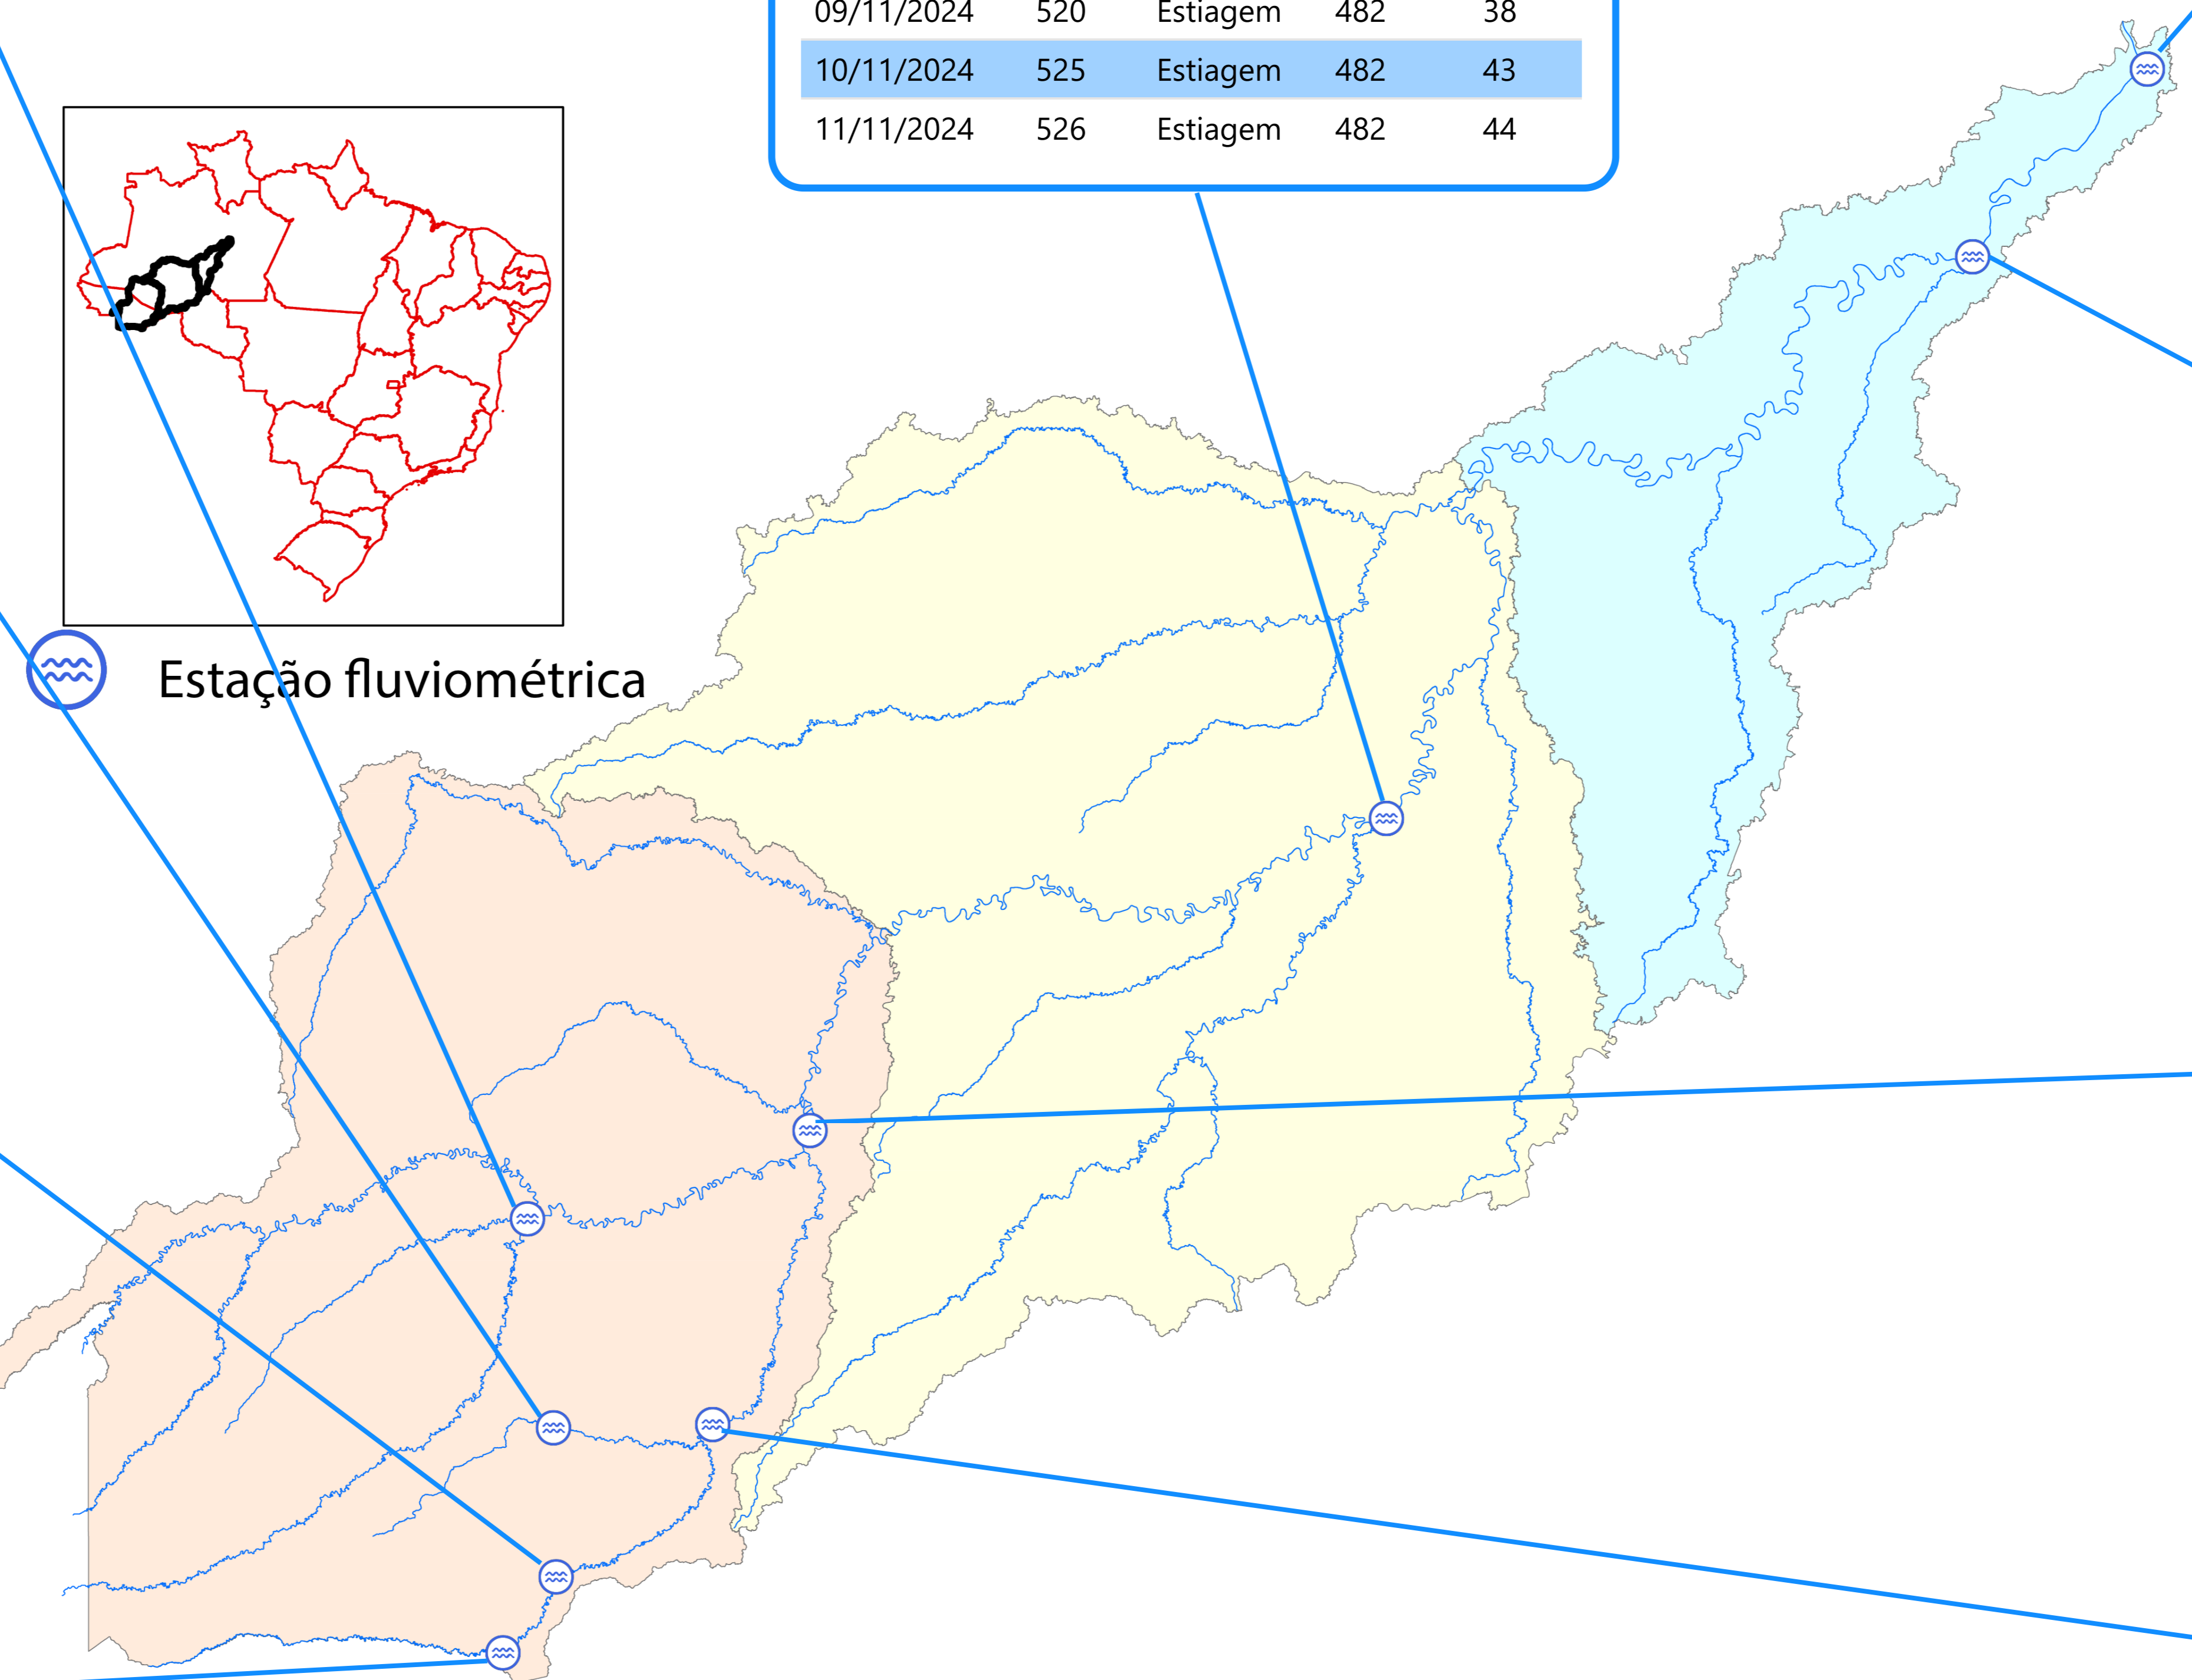 09/11/2024 520 Estiagem 482 38
10/11/2024 525 Estiagem 482 43
11/11/2024 526 Estiagem 482 44
Estação fluviométrica